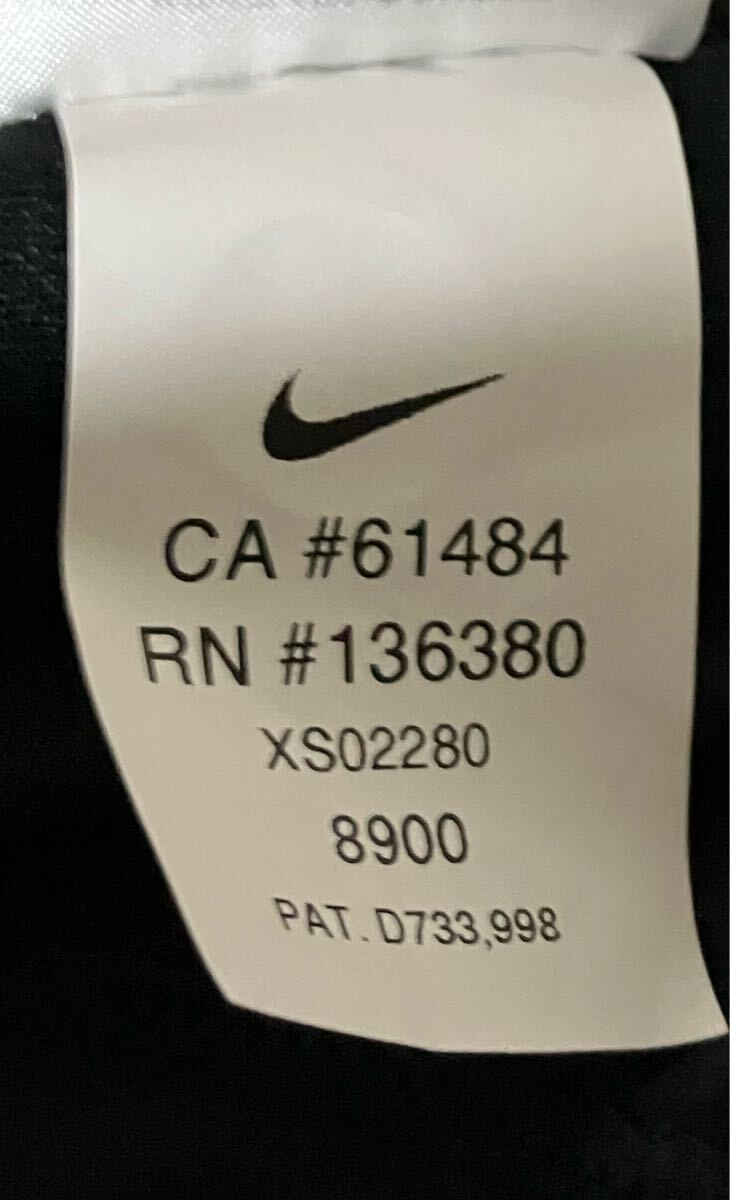 CA #61484
RN #136380
XS02280
8900
PAT. D733,998